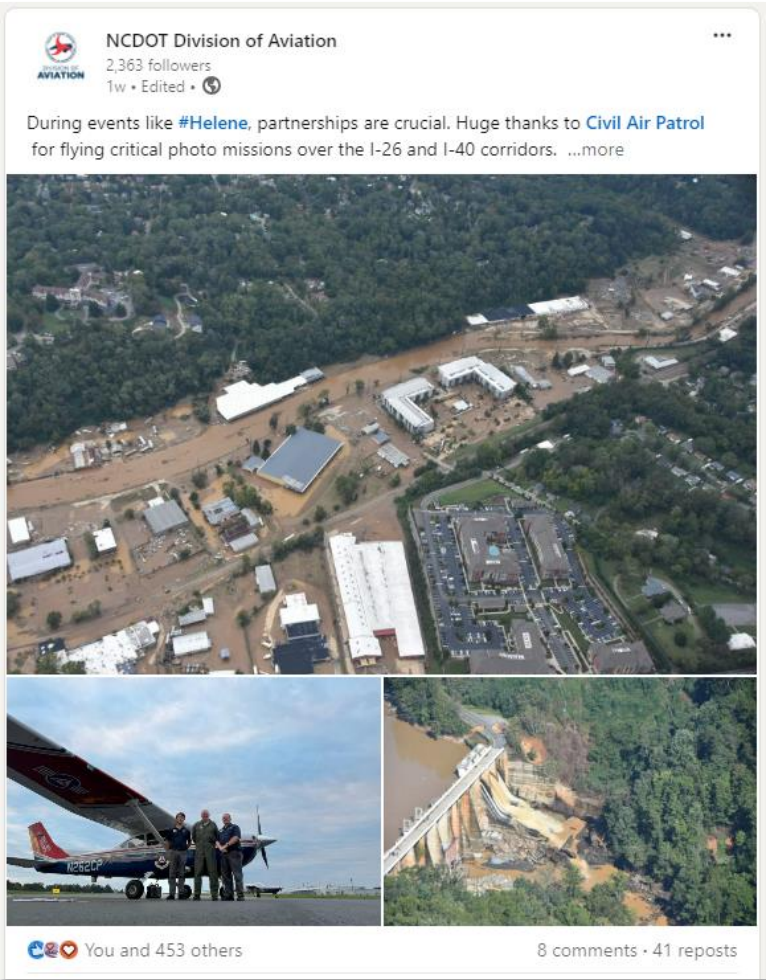 NCDOT Division of Aviation
2,363 followers
1w • Edited •
DIVISION OF
AVIATION
During events like #Helene, partnerships are crucial. Huge thanks to Civil Air Patrol
for flying critical photo missions over the I-26 and I-40 corridors. ...more
N262CP
You and 453 others
8 comments · 41 reposts